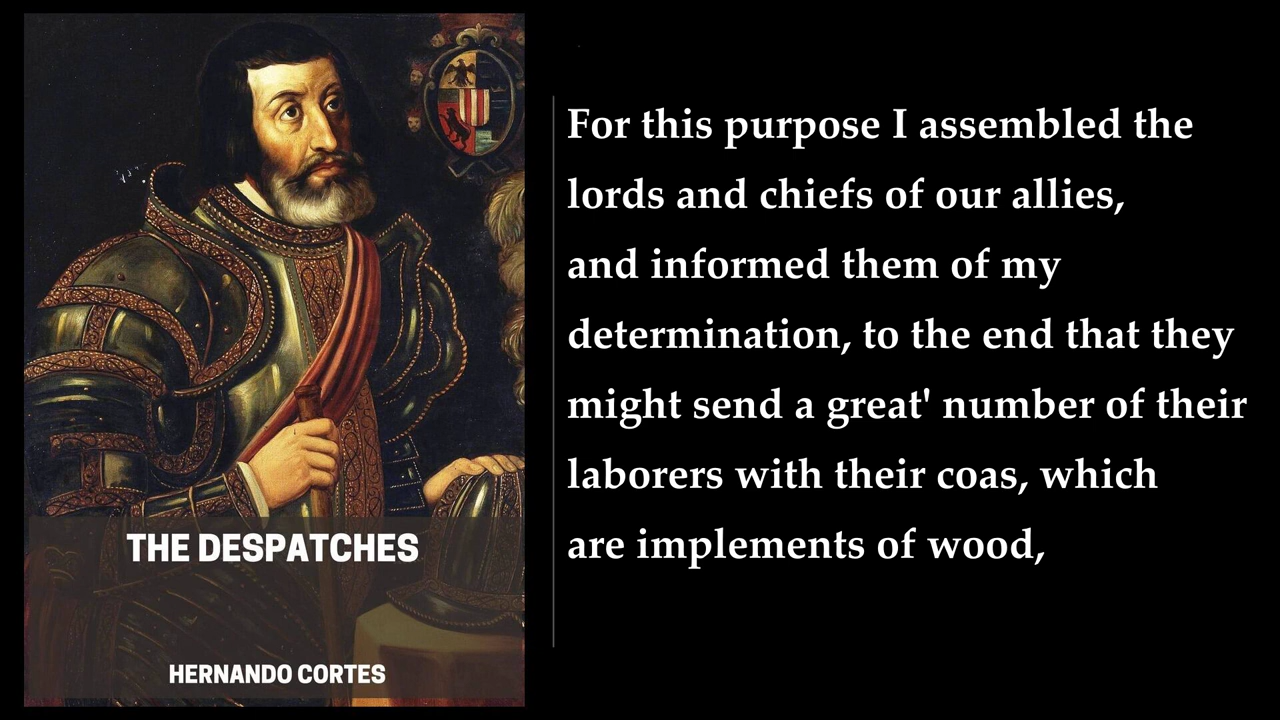 THE DESPATCHES
HERNANDO CORTES
For this purpose I assembled the
lords and chiefs of our allies,
and informed them of my
determination, to the end that they
might send a great' number of their
laborers with their coas, which
are implements of wood,